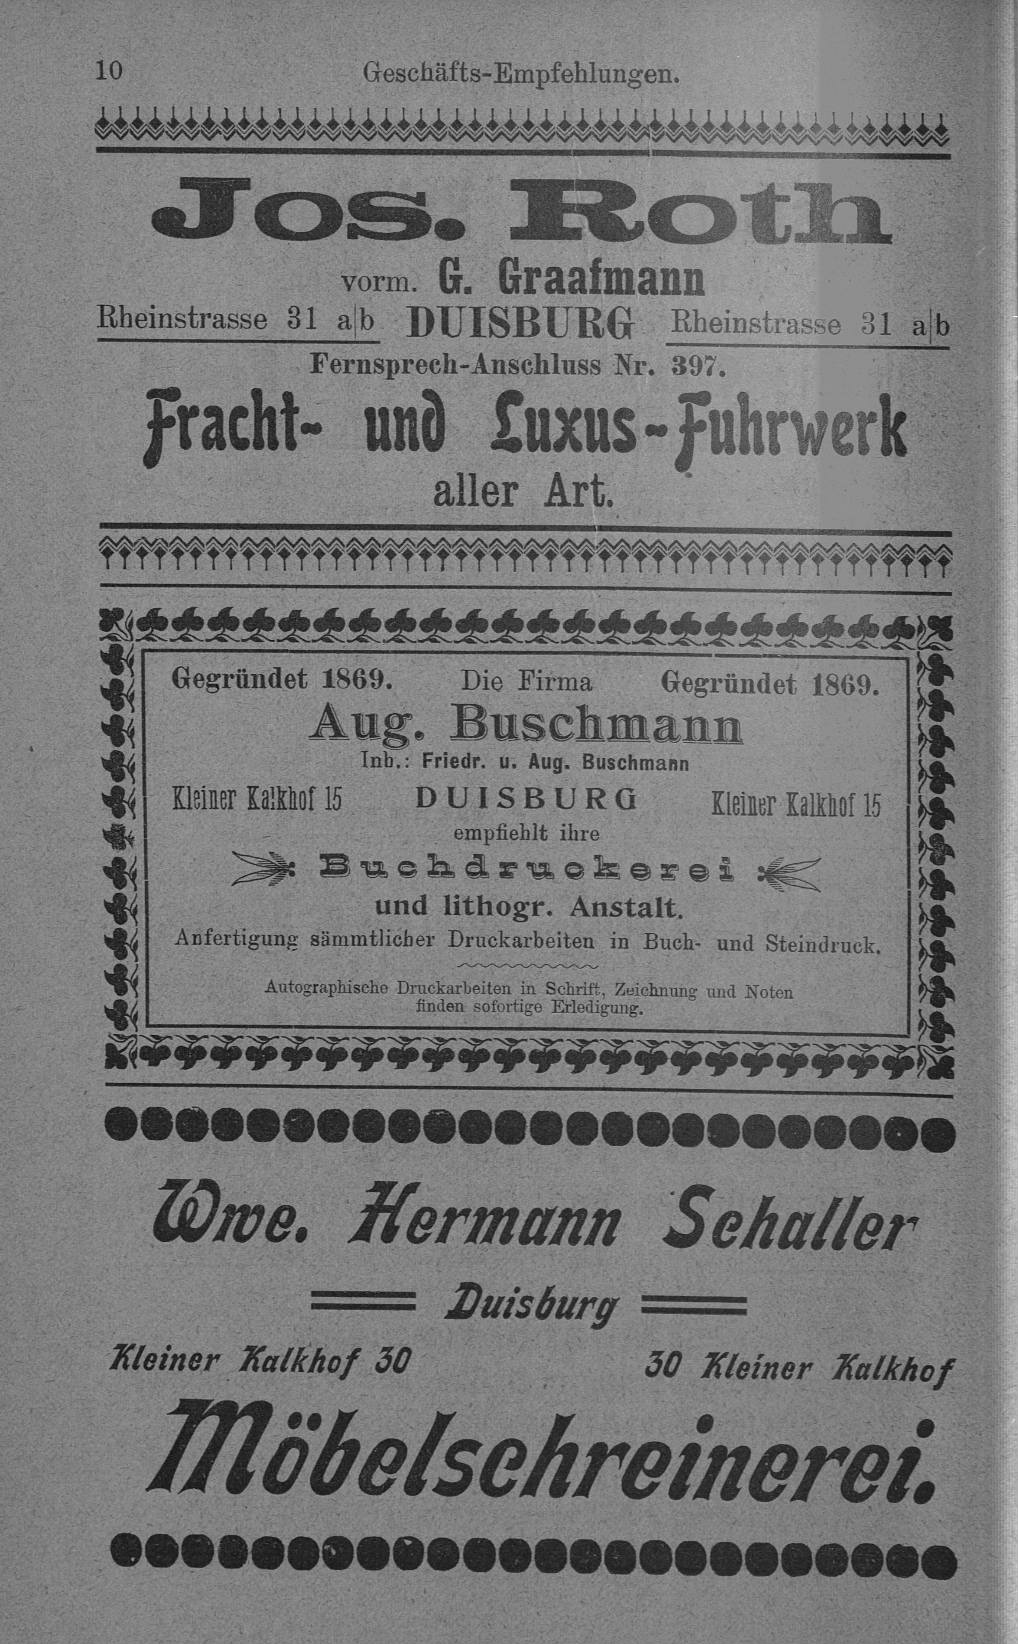 10
Geschäfts-Empfehlungen.
Jos. Roth
vorm. G. Graafmann
Rheinstrasse 31 a|b DUISBURG Rheinstrasse 31 a|b
Fernsprech-Anschluss Nr. 397.
Fracht- und Luxus-Fuhrwerk
aller Art.
Gegründet 1869. Die Firma Gegründet 1869.
Aug. Buschmann
Inh.: Friedr. u. Aug. Buschmann
Kleiner Kalkhof 15 DUISBURG Kleiner Kalkhof 15
empfiehlt ihre
Buchdruckerei
und lithogr. Anstalt.
Anfertigung sämmtlicher Druckarbeiten in Buch- und Steindruck.
Autographische Druckarbeiten in Schrift, Zeichnung und Noten
finden sofortige Erledigung.
Wwe. Hermann Schaller
Duisburg
Kleiner Kalkhof 30 30 Kleiner Kalkhof
Möbelschreinerei.